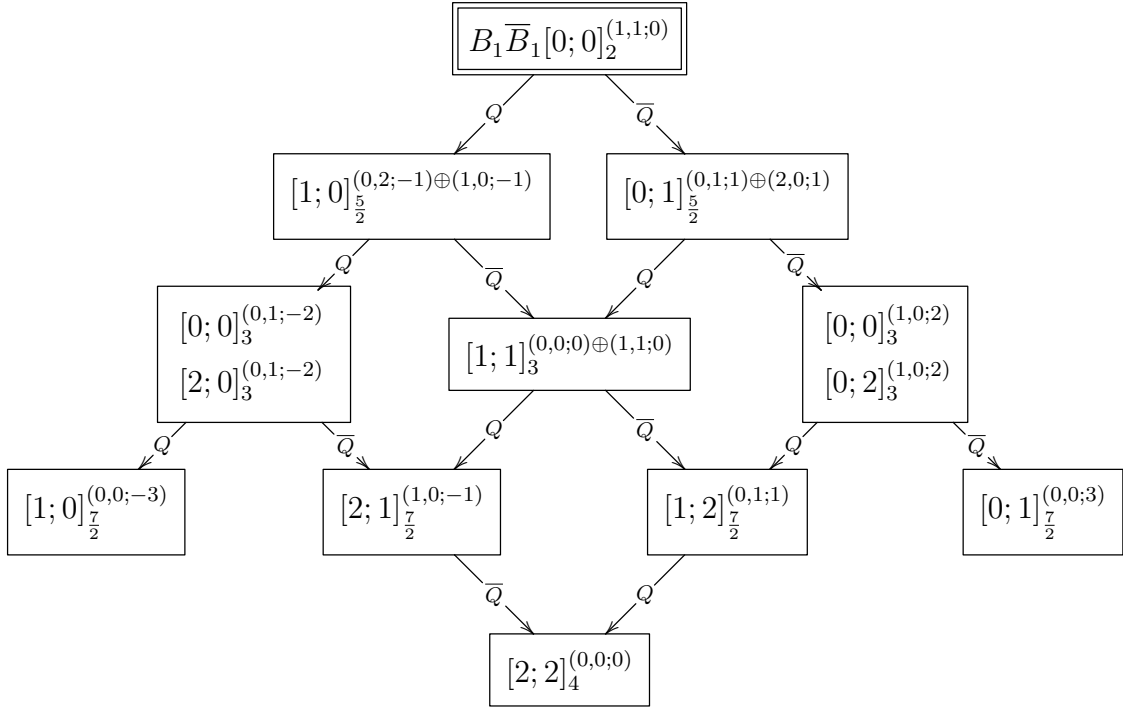 $B_1\overline{B}_1[0;0]_2^{(1,1;0)}$
$Q$ $\overline{Q}$
$[1;0]_{\frac{5}{2}}^{(0,2;-1)\oplus(1,0;-1)}$ $[0;1]_{\frac{5}{2}}^{(0,1;1)\oplus(2,0;1)}$
$Q$ $\overline{Q}$ $Q$ $\overline{Q}$
$[0;0]_3^{(0,1;-2)}$ $[0;0]_3^{(1,0;2)}$
$[1;1]_3^{(0,0;0)\oplus(1,1;0)}$
$[2;0]_3^{(0,1;-2)}$ $[0;2]_3^{(1,0;2)}$
$Q$ $\overline{Q}$ $Q$ $\overline{Q}$ $Q$ $\overline{Q}$
$[1;0]_{\frac{7}{2}}^{(0,0;-3)}$ $[2;1]_{\frac{7}{2}}^{(1,0;-1)}$ $[1;2]_{\frac{7}{2}}^{(0,1;1)}$ $[0;1]_{\frac{7}{2}}^{(0,0;3)}$
$\overline{Q}$ $Q$
$[2;2]_4^{(0,0;0)}$